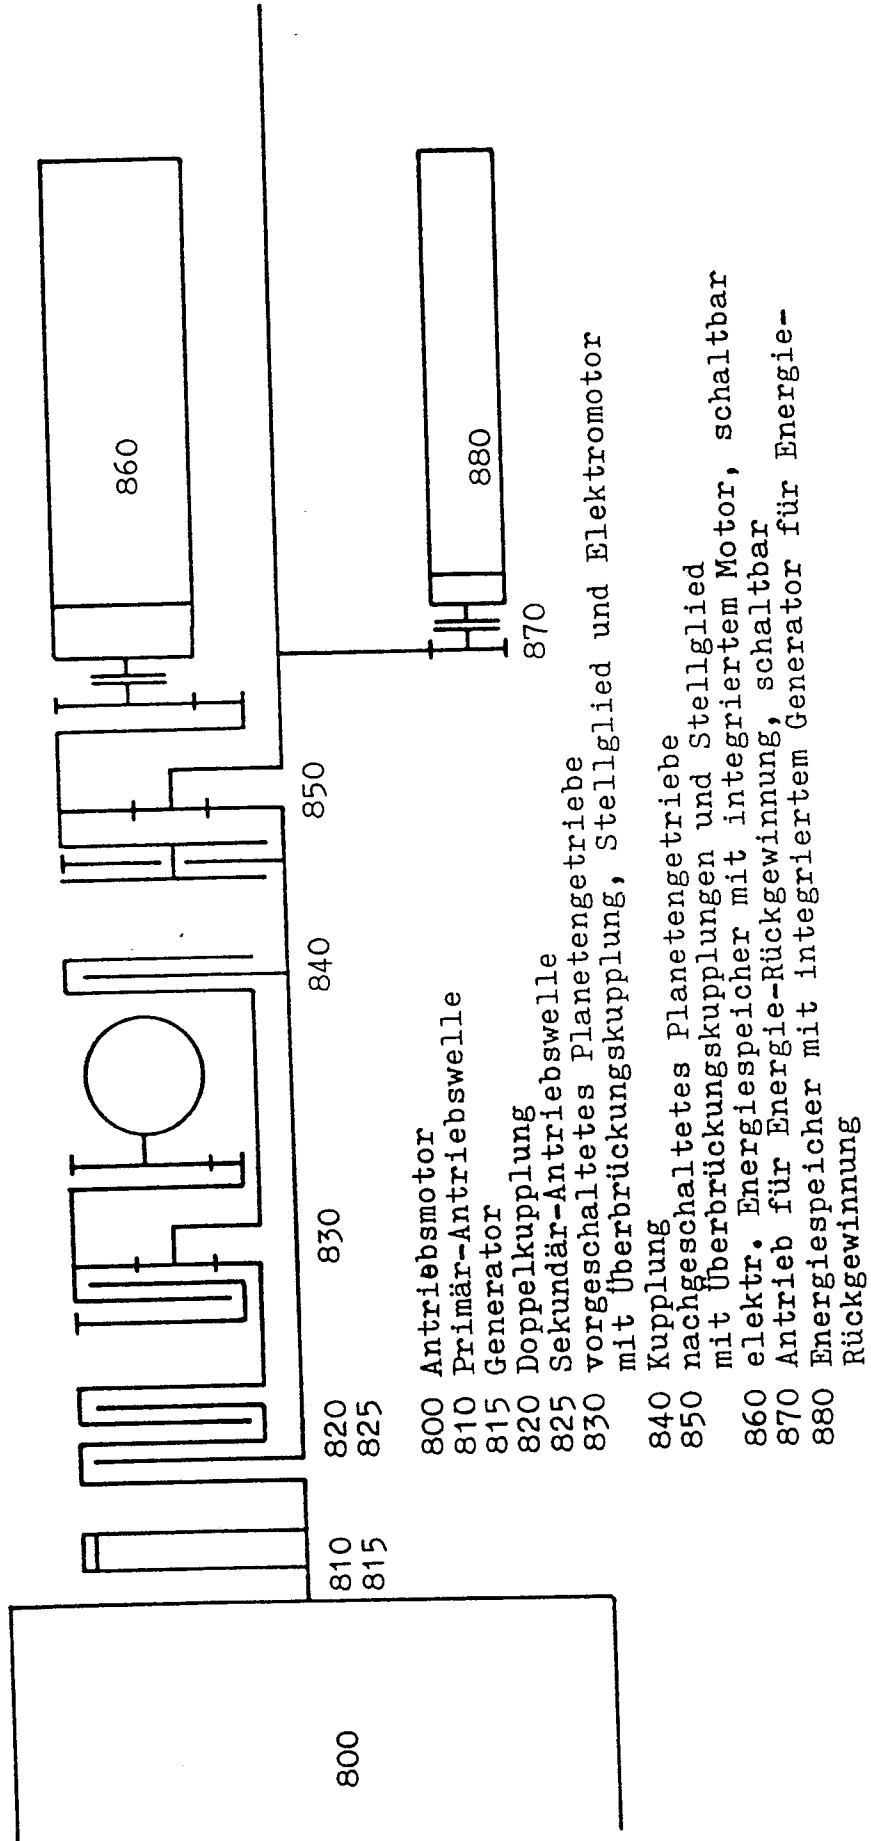 860
880
870
850
840
830
820
825
810
815
800
800 Antriebsmotor
810 Primär-Antriebswelle
815 Generator
820 Doppelkupplung
825 Sekundär-Antriebswelle
830 vorgeschaltetes Planetengetriebe
mit Überbrückungskupplung, Stellglied und Elektromotor
840 Kupplung
850 nachgeschaltetes Planetengetriebe
mit Überbrückungskupplungen und Stellglied
860 elektr. Energiespeicher mit integriertem Motor, schaltbar
870 Antrieb für Energie-Rückgewinnung, schaltbar
880 Energiespeicher mit integriertem Generator für Energie-
Rückgewinnung